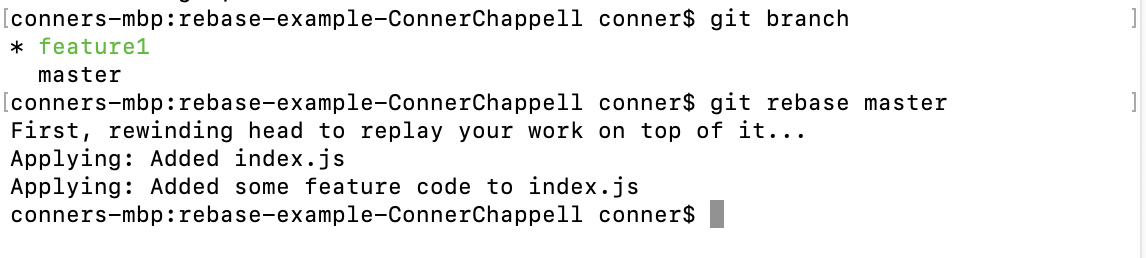 [conners-mbp:rebase-example-ConnerChappell conner$ git branch ]
* feature1
  master
[conners-mbp:rebase-example-ConnerChappell conner$ git rebase master ]
First, rewinding head to replay your work on top of it...
Applying: Added index.js
Applying: Added some feature code to index.js
conners-mbp:rebase-example-ConnerChappell conner$